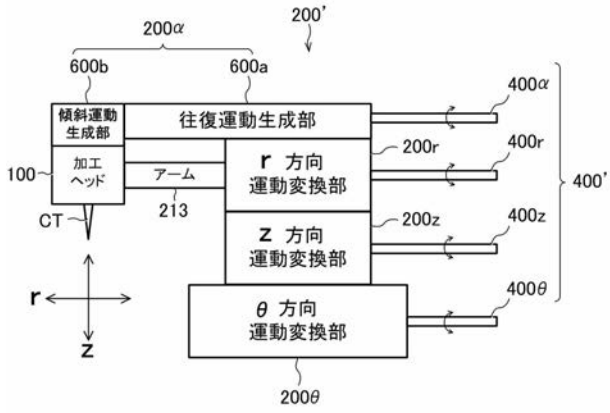 200'
200α
600b
600a
400α
傾斜運動
生成部
往復運動生成部
200r
400r
100
加工
ヘッド
アーム
r 方向
運動変換部
400'
213
200z
400z
CT
z 方向
運動変換部
r
z
400θ
θ 方向
運動変換部
200θ